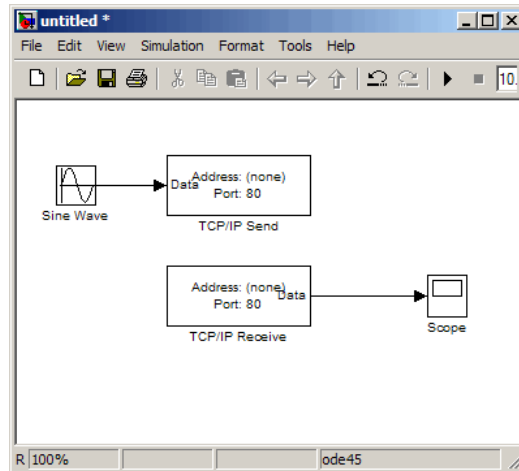 untitled *
File Edit View Simulation Format Tools Help
10.
Data
Address: (none)
Port: 80
Sine Wave
TCP/IP Send
Address: (none)
Data
Port: 80
TCP/IP Receive
Scope
R 100% ode45